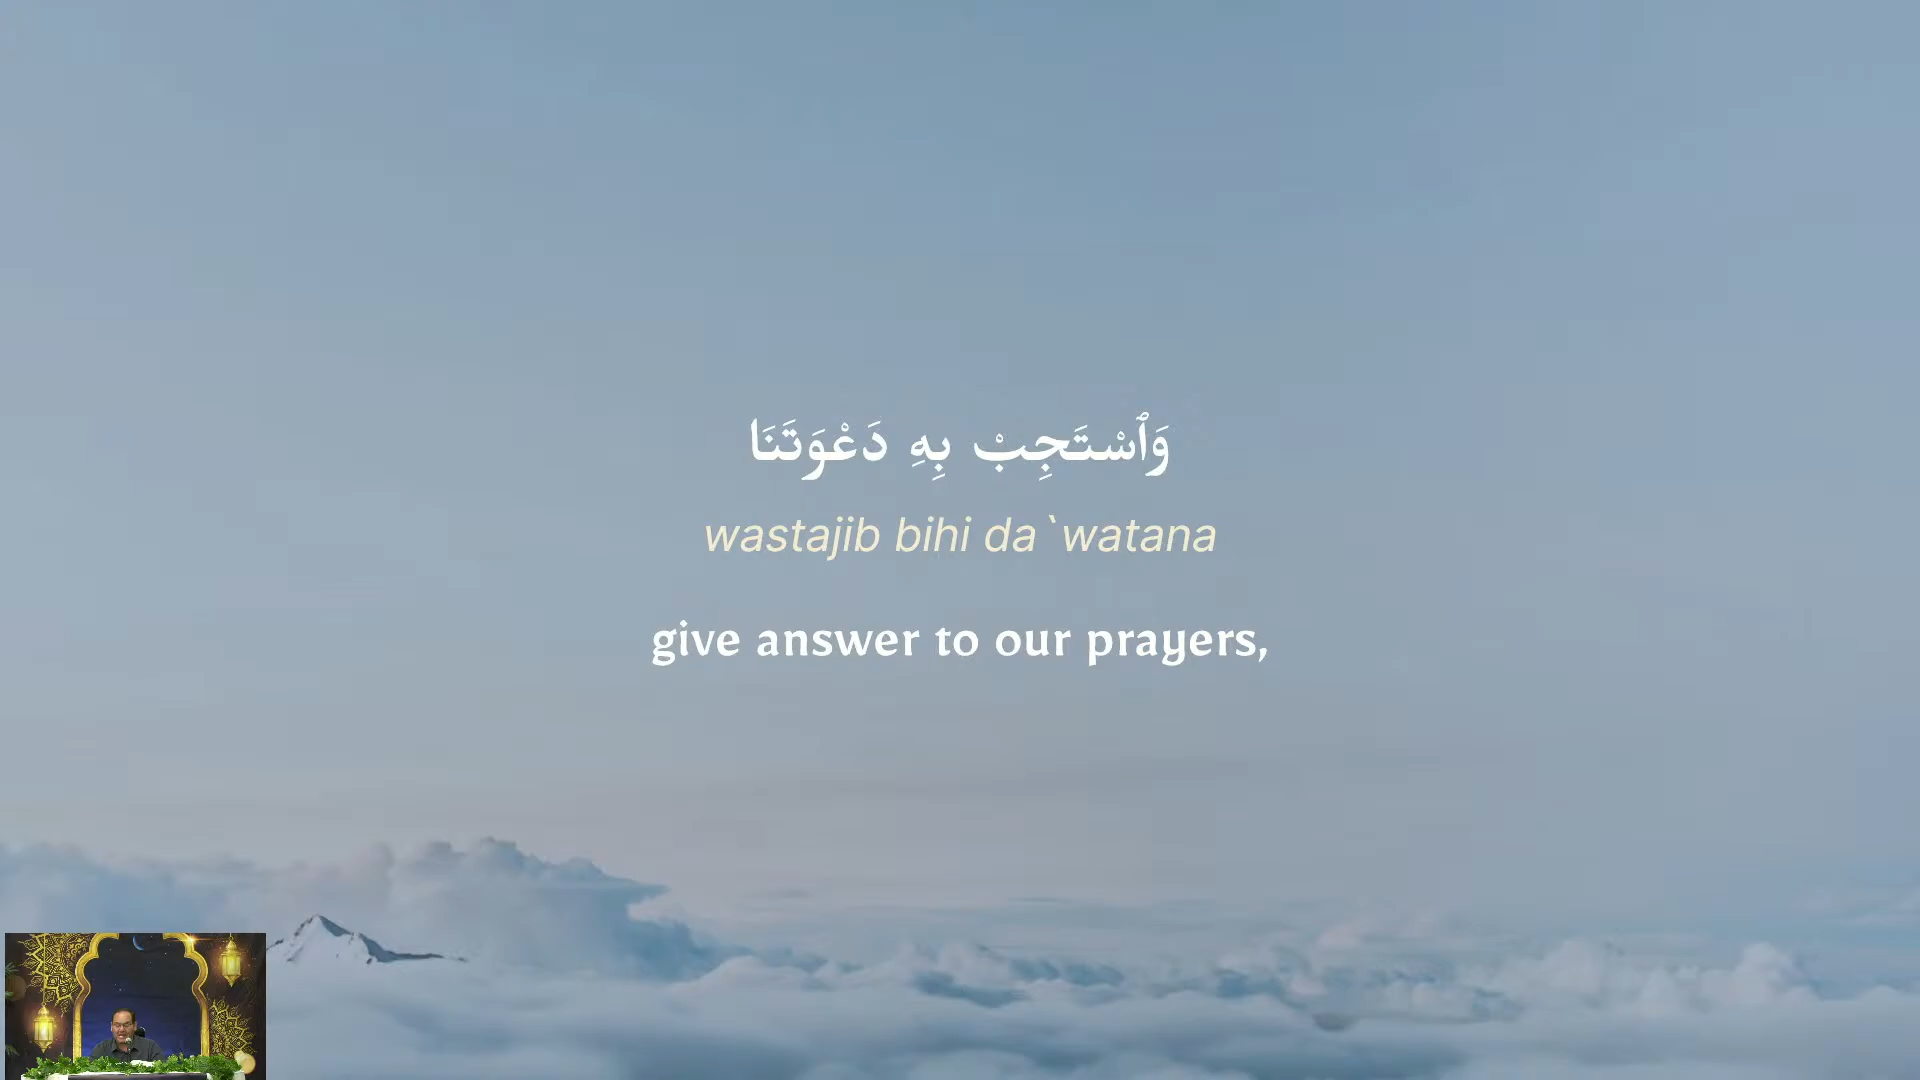 وَٱسْتَجِبْ بِهِ دَعْوَتَنَا
wastajib bihi da`watana
give answer to our prayers,